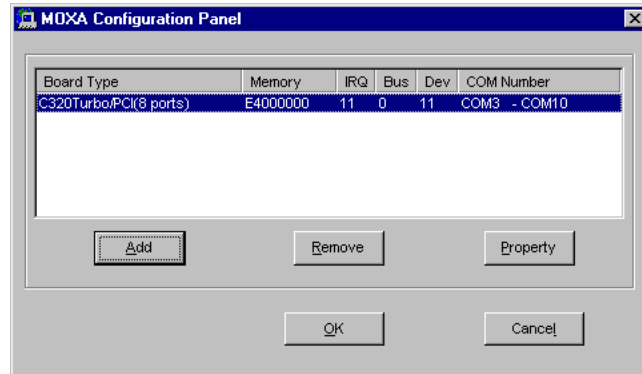 MOXA Configuration Panel
Board Type Memory IRQ Bus Dev COM Number
C320Turbo/PCI(8 ports) E4000000 11 0 11 COM3 - COM10
Add Remove Property
OK Cancel